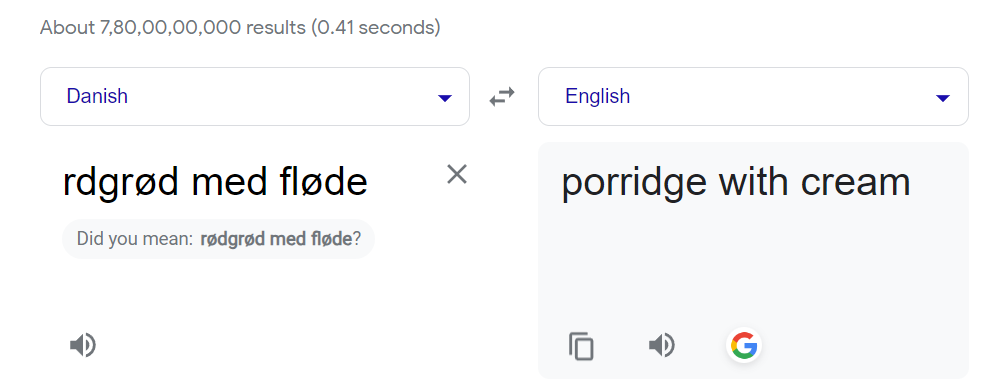 About 7,80,00,00,000 results (0.41 seconds)
Danish English
rdgrød med fløde porridge with cream
Did you mean: rødgrød med fløde?